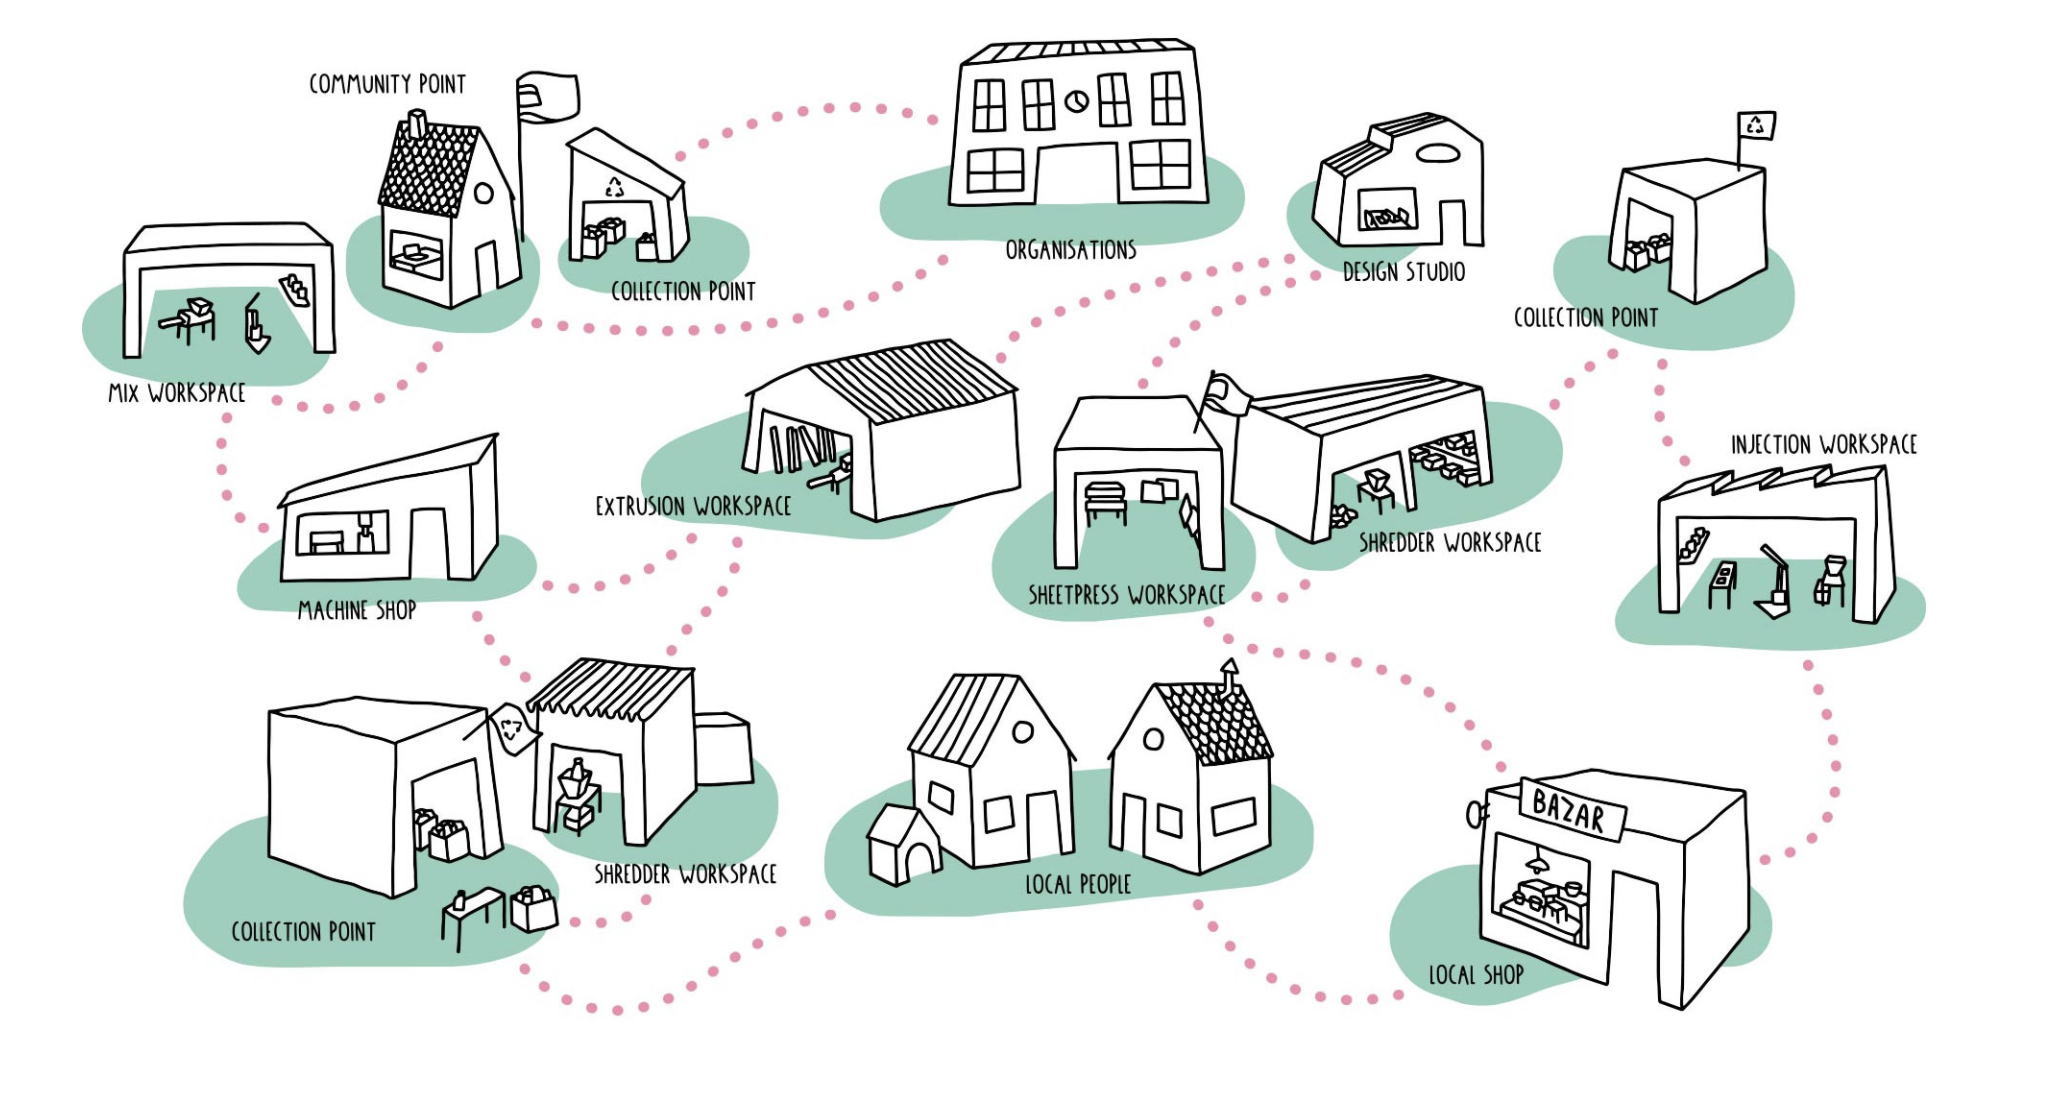 COMMUNITY POINT
ORGANISATIONS
DESIGN STUDIO
COLLECTION POINT
COLLECTION POINT
MIX WORKSPACE
INJECTION WORKSPACE
EXTRUSION WORKSPACE
SHREDDER WORKSPACE
SHEETPRESS WORKSPACE
MACHINE SHOP
BAZAR
SHREDDER WORKSPACE
LOCAL PEOPLE
COLLECTION POINT
LOCAL SHOP